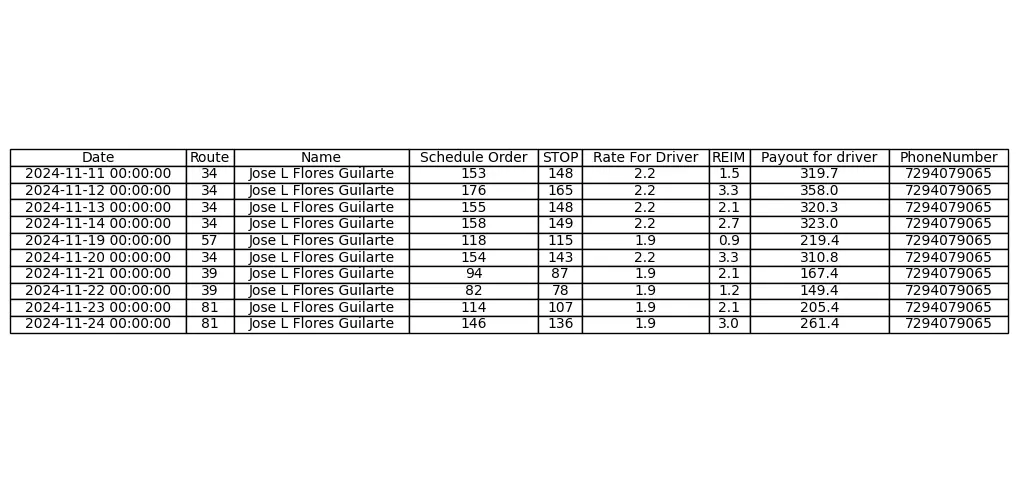 Date Route Name Schedule Order STOP Rate For Driver REIM Payout for driver PhoneNumber
2024-11-11 00:00:00 34 Jose L Flores Guilarte 153 148 2.2 1.5 319.7 7294079065
2024-11-12 00:00:00 34 Jose L Flores Guilarte 176 165 2.2 3.3 358.0 7294079065
2024-11-13 00:00:00 34 Jose L Flores Guilarte 155 148 2.2 2.1 320.3 7294079065
2024-11-14 00:00:00 34 Jose L Flores Guilarte 158 149 2.2 2.7 323.0 7294079065
2024-11-19 00:00:00 57 Jose L Flores Guilarte 118 115 1.9 0.9 219.4 7294079065
2024-11-20 00:00:00 34 Jose L Flores Guilarte 154 143 2.2 3.3 310.8 7294079065
2024-11-21 00:00:00 39 Jose L Flores Guilarte 94 87 1.9 2.1 167.4 7294079065
2024-11-22 00:00:00 39 Jose L Flores Guilarte 82 78 1.9 1.2 149.4 7294079065
2024-11-23 00:00:00 81 Jose L Flores Guilarte 114 107 1.9 2.1 205.4 7294079065
2024-11-24 00:00:00 81 Jose L Flores Guilarte 146 136 1.9 3.0 261.4 7294079065